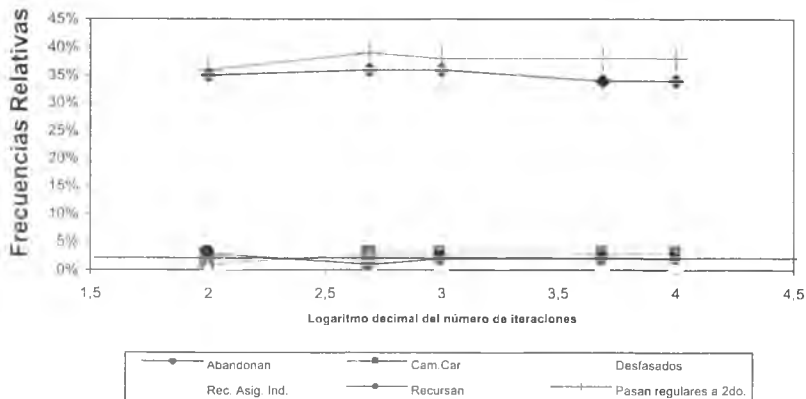 Frecuencias Relativas
45%
40%
35%
30%
25%
20%
15%
10%
5%
0%
1,5 2 2,5 3 3,5 4 4,5
Logaritmo decimal del número de iteraciones
Abandonan Cam.Car Desfasados
Rec. Asig. Ind. Recursan Pasan regulares a 2do.